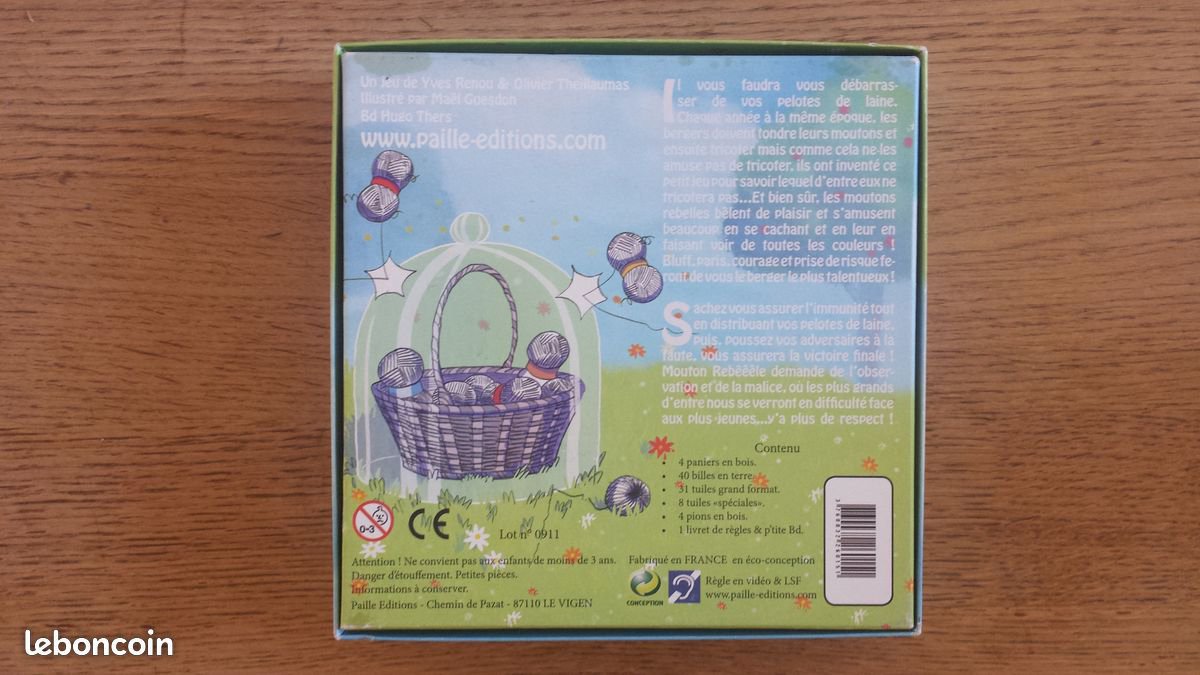 Un jeu de Yves Renou & Olivier Theillaumas
Illustré par Maël Guesdon
Bd Hugo Thers
www.paille-editions.com
Il vous faudra vous débarras-
ser de vos pelotes de laine.
Chaque année à la même époque, les
bergers doivent tondre leurs moutons et
ensuite tricoter mais comme cela ne les
amuse pas de tricoter, ils ont inventé ce
petit jeu pour savoir lequel d'entre eux ne
tricotera pas...Et bien sûr, les moutons
rebelles bêlent de plaisir et s'amusent
beaucoup en se cachant et en leur en
faisant voir de toutes les couleurs !
Bluff, paris, courage et prise de risque fe-
ront de vous le berger le plus talentueux !
Sachez vous assurer l'immunité tout
en distribuant vos pelotes de laine,
Puis, poussez vos adversaires à la
faute, vous assurera la victoire finale !
Mouton Rebêêêle demande de l'obser-
vation et de la malice, où les plus grands
d'entre nous se verront en difficulté face
aux plus jeunes...y'a plus de respect !
Contenu
• 4 paniers en bois.
• 40 billes en terre.
• 31 tuiles grand format.
• 8 tuiles «spéciales».
• 4 pions en bois.
• 1 livret de règles & p'tite Bd.
0-3
CE
Lot n° 0911
Attention ! Ne convient pas aux enfants de moins de 3 ans.
Danger d'étouffement. Petites pièces.
Informations à conserver.
Paille Editions - Chemin de Pazat - 87110 LE VIGEN
Fabriqué en FRANCE en éco-conception
CONCEPTION
Règle en vidéo & LSF
www.paille-editions.com
leboncoin